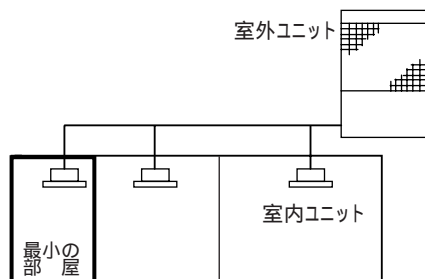 室外ユニット
室内ユニット
最小の
部　屋